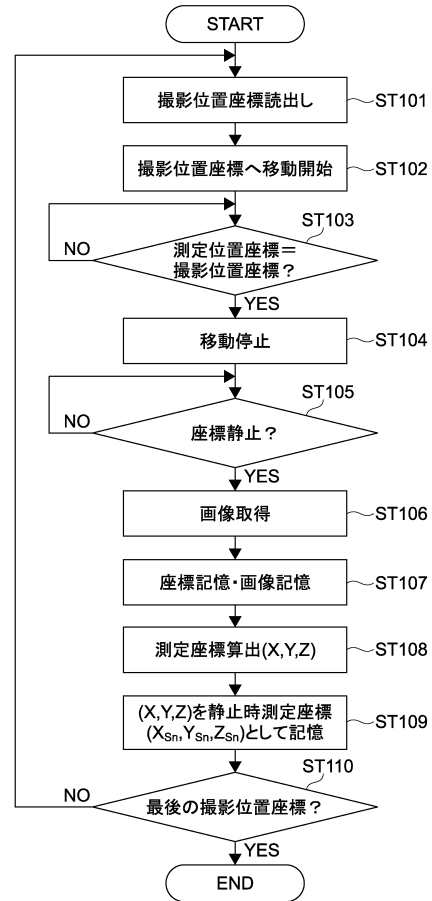 START
撮影位置座標読出し
ST101
撮影位置座標へ移動開始
ST102
ST103
測定位置座標＝
撮影位置座標？
NO
YES
移動停止
ST104
ST105
座標静止？
NO
YES
画像取得
ST106
座標記憶・画像記憶
ST107
測定座標算出(X,Y,Z)
ST108
(X,Y,Z)を静止時測定座標
(XSn,YSn,ZSn)として記憶
ST109
ST110
最後の撮影位置座標？
NO
YES
END